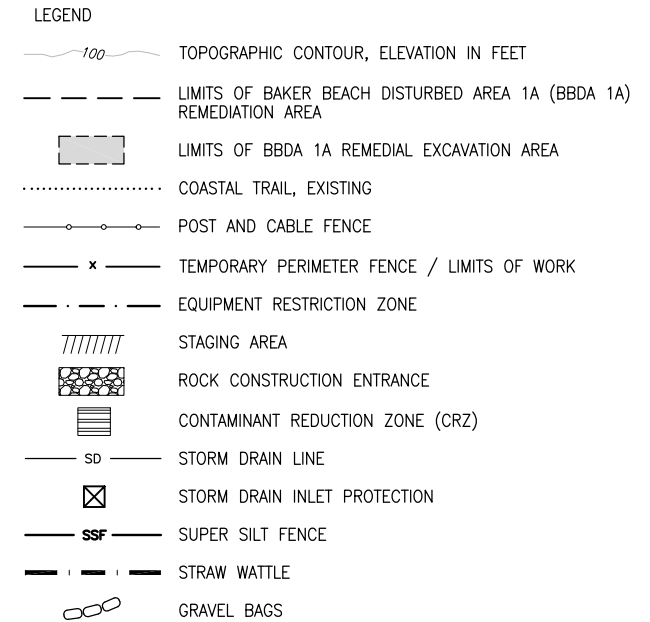 LEGEND
100 TOPOGRAPHIC CONTOUR, ELEVATION IN FEET
LIMITS OF BAKER BEACH DISTURBED AREA 1A (BBDA 1A)
REMEDIATION AREA
LIMITS OF BBDA 1A REMEDIAL EXCAVATION AREA
COASTAL TRAIL, EXISTING
POST AND CABLE FENCE
x TEMPORARY PERIMETER FENCE / LIMITS OF WORK
EQUIPMENT RESTRICTION ZONE
STAGING AREA
ROCK CONSTRUCTION ENTRANCE
CONTAMINANT REDUCTION ZONE (CRZ)
SD STORM DRAIN LINE
STORM DRAIN INLET PROTECTION
SSF SUPER SILT FENCE
STRAW WATTLE
GRAVEL BAGS